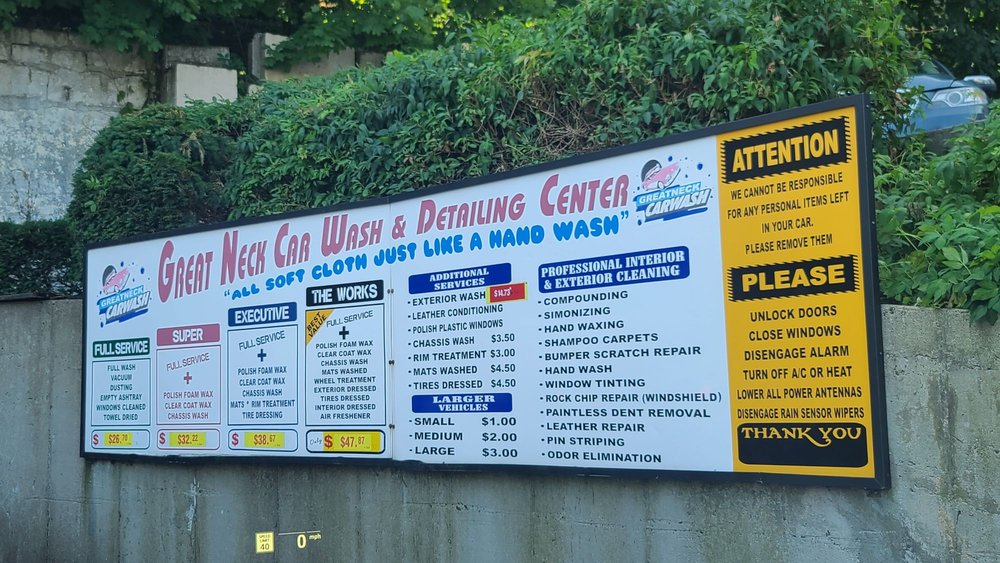 GREAT NECK CAR WASH & DETAILING CENTER
"ALL SOFT CLOTH JUST LIKE A HAND WASH"
GREATNECK
CARWASH
GREATNECK
CARWASH
FULL SERVICE
FULL WASH
VACUUM
DUSTING
EMPTY ASHTRAY
WINDOWS CLEANED
TOWEL DRIED
$ $26.70
SUPER
FULL SERVICE
+
POLISH FOAM WAX
CLEAR COAT WAX
CHASSIS WASH
$ $32.22
EXECUTIVE
FULL SERVICE
+
POLISH FOAM WAX
CLEAR COAT WAX
CHASSIS WASH
MATS * RIM TREATMENT
TIRE DRESSING
$ $38.67
THE WORKS
BEST
VALUE
FULL SERVICE
+
POLISH FOAM WAX
CLEAR COAT WAX
CHASSIS WASH
MATS WASHED
WHEEL TREATMENT
EXTERIOR DRESSED
TIRES DRESSED
INTERIOR DRESSED
AIR FRESHENER
Only $ $47.87
ADDITIONAL
SERVICES
• EXTERIOR WASH $14.73
• LEATHER CONDITIONING
• POLISH PLASTIC WINDOWS
• CHASSIS WASH $3.50
• RIM TREATMENT $3.00
• MATS WASHED $4.50
• TIRES DRESSED $4.50
LARGER
VEHICLES
• SMALL $1.00
• MEDIUM $2.00
• LARGE $3.00
PROFESSIONAL INTERIOR
& EXTERIOR CLEANING
• COMPOUNDING
• SIMONIZING
• HAND WAXING
• SHAMPOO CARPETS
• BUMPER SCRATCH REPAIR
• HAND WASH
• WINDOW TINTING
• ROCK CHIP REPAIR (WINDSHIELD)
• PAINTLESS DENT REMOVAL
• LEATHER REPAIR
• PIN STRIPING
• ODOR ELIMINATION
ATTENTION
WE CANNOT BE RESPONSIBLE
FOR ANY PERSONAL ITEMS LEFT
IN YOUR CAR.
PLEASE REMOVE THEM
PLEASE
UNLOCK DOORS
CLOSE WINDOWS
DISENGAGE ALARM
TURN OFF A/C OR HEAT
LOWER ALL POWER ANTENNAS
DISENGAGE RAIN SENSOR WIPERS
THANK YOU
SPEED
LIMIT
40
0 mph